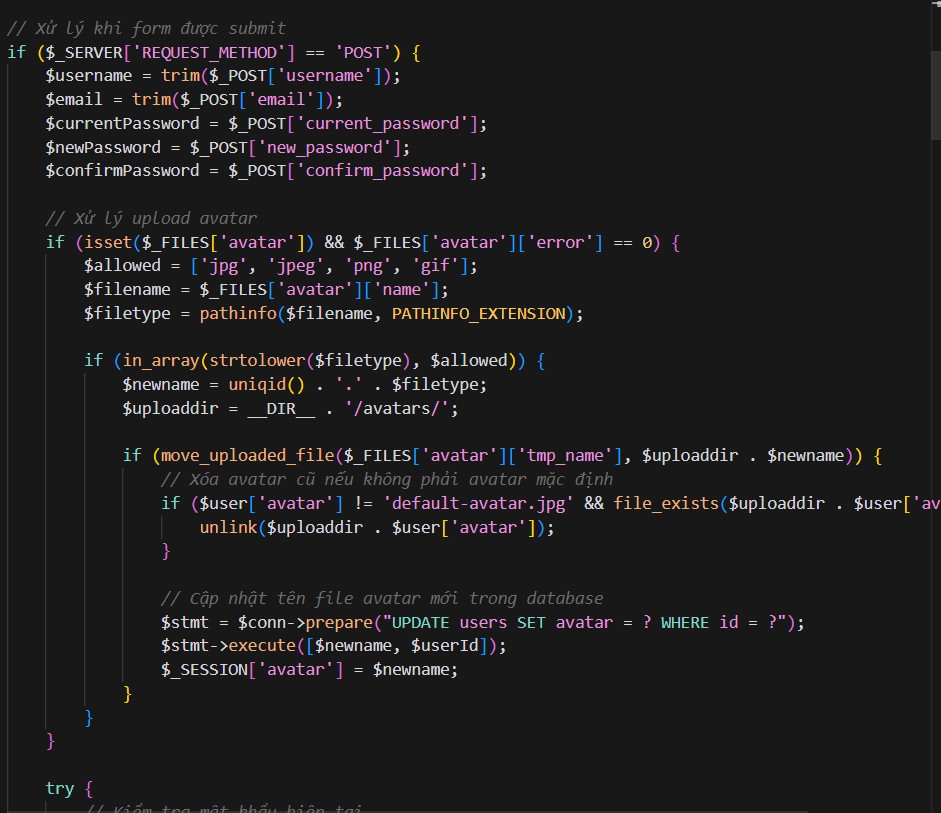 // Xử lý khi form được submit
if ($_SERVER['REQUEST_METHOD'] == 'POST') {
$username = trim($_POST['username']);
$email = trim($_POST['email']);
$currentPassword = $_POST['current_password'];
$newPassword = $_POST['new_password'];
$confirmPassword = $_POST['confirm_password'];
// Xử lý upload avatar
if (isset($_FILES['avatar']) && $_FILES['avatar']['error'] == 0) {
$allowed = ['jpg', 'jpeg', 'png', 'gif'];
$filename = $_FILES['avatar']['name'];
$filetype = pathinfo($filename, PATHINFO_EXTENSION);
if (in_array(strtolower($filetype), $allowed)) {
$newname = uniqid() . '.' . $filetype;
$uploaddir = __DIR__ . '/avatars/';
if (move_uploaded_file($_FILES['avatar']['tmp_name'], $uploaddir . $newname)) {
// Xóa avatar cũ nếu không phải avatar mặc định
if ($user['avatar'] != 'default-avatar.jpg' && file_exists($uploaddir . $user['av
unlink($uploaddir . $user['avatar']);
}
// Cập nhật tên file avatar mới trong database
$stmt = $conn->prepare("UPDATE users SET avatar = ? WHERE id = ?");
$stmt->execute([$newname, $userId]);
$_SESSION['avatar'] = $newname;
}
}
}
try {
// Kiểm tra mật khẩu hiện tại